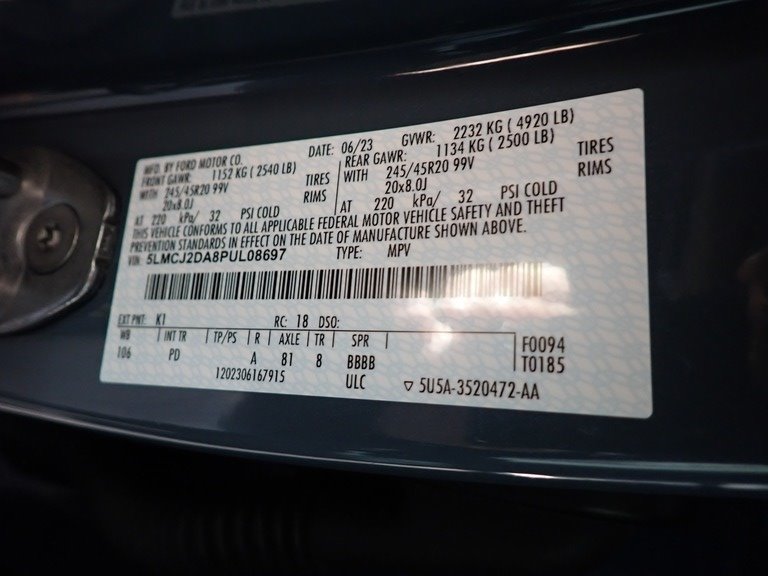 MFD. BY FORD MOTOR CO.
DATE: 06/23 GVWR: 2232 KG ( 4920 LB)
FRONT GAWR: 1152 KG ( 2540 LB)
REAR GAWR: 1134 KG ( 2500 LB)
WITH 245/45R20 99V TIRES
WITH 245/45R20 99V TIRES
20x8.0J RIMS
20x8.0J RIMS
AT 220 kPa/ 32 PSI COLD
AT 220 kPa/ 32 PSI COLD
THIS VEHICLE CONFORMS TO ALL APPLICABLE FEDERAL MOTOR VEHICLE SAFETY AND THEFT
PREVENTION STANDARDS IN EFFECT ON THE DATE OF MANUFACTURE SHOWN ABOVE.
VIN: 5LMCJ2DA8PUL08697 TYPE: MPV
EXT PNT: K1 RC: 18 DSO:
WB | INT TR | TP/PS | R | AXLE | TR | SPR F0094
106 PD A 81 8 BBBB T0185
1202306167915 ULC ▽ 5U5A-3520472-AA